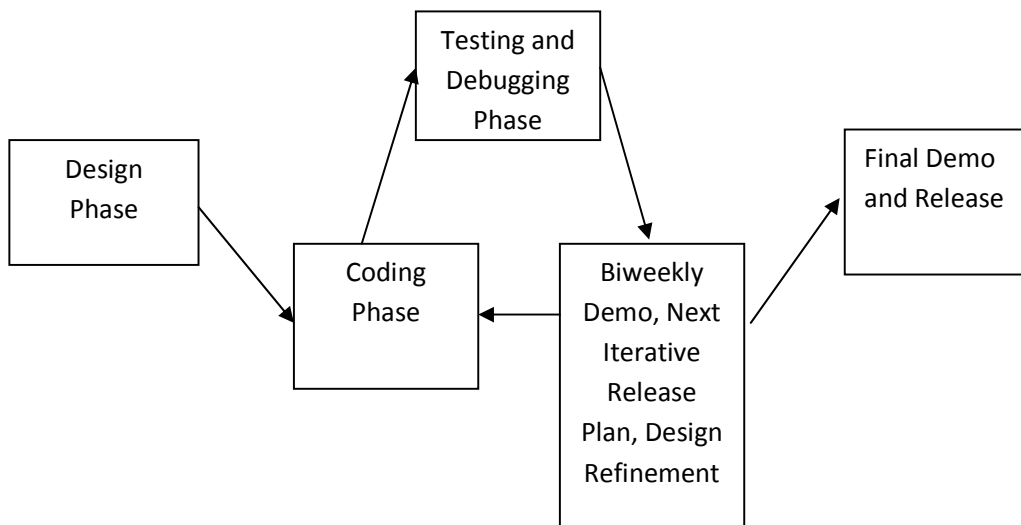 Testing and
Debugging
Phase
Design
Phase
Final Demo
and Release
Coding
Phase
Biweekly
Demo, Next
Iterative
Release
Plan, Design
Refinement